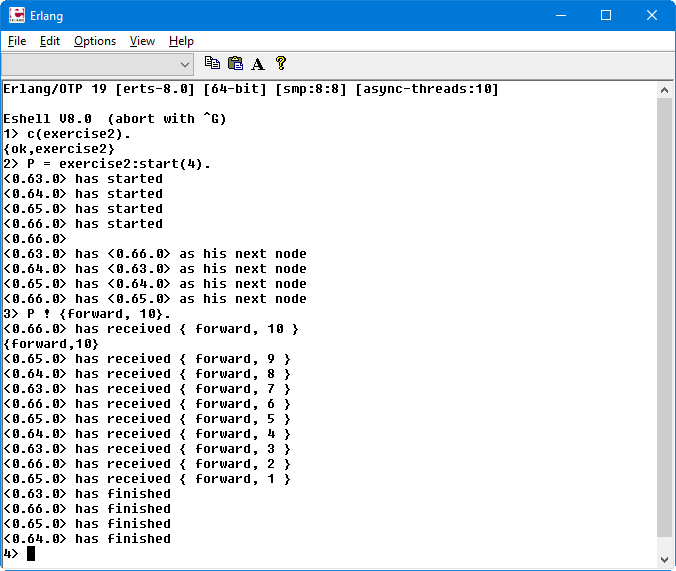 Erlang
File Edit Options View Help
Erlang/OTP 19 [erts-8.0] [64-bit] [smp:8:8] [async-threads:10]
Eshell V8.0  (abort with ^G)
1> c(exercise2).
{ok,exercise2}
2> P = exercise2:start(4).
<0.63.0> has started
<0.64.0> has started
<0.65.0> has started
<0.66.0> has started
<0.66.0>
<0.63.0> has <0.66.0> as his next node
<0.64.0> has <0.63.0> as his next node
<0.65.0> has <0.64.0> as his next node
<0.66.0> has <0.65.0> as his next node
3> P ! {forward, 10}.
<0.66.0> has received { forward, 10 }
{forward,10}
<0.65.0> has received { forward, 9 }
<0.64.0> has received { forward, 8 }
<0.63.0> has received { forward, 7 }
<0.66.0> has received { forward, 6 }
<0.65.0> has received { forward, 5 }
<0.64.0> has received { forward, 4 }
<0.63.0> has received { forward, 3 }
<0.66.0> has received { forward, 2 }
<0.65.0> has received { forward, 1 }
<0.63.0> has finished
<0.66.0> has finished
<0.65.0> has finished
<0.64.0> has finished
4>